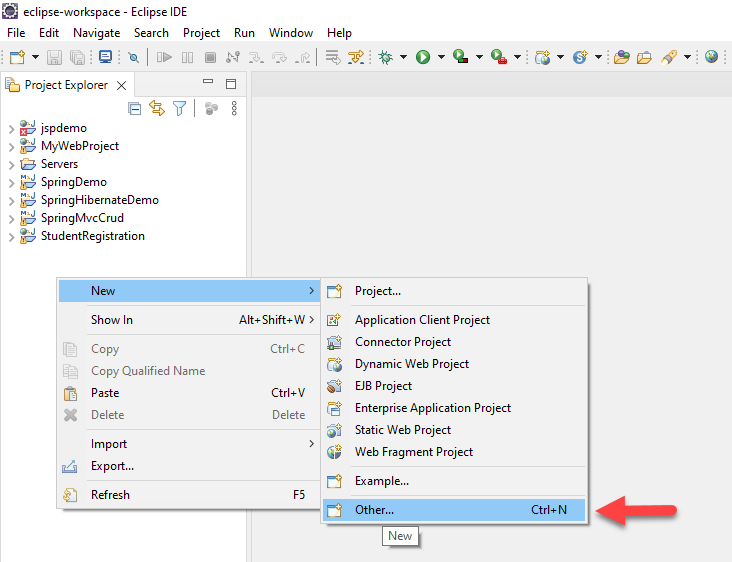 eclipse-workspace - Eclipse IDE
File Edit Navigate Search Project Run Window Help
Project Explorer
jspdemo
MyWebProject
Servers
SpringDemo
SpringHibernateDemo
SpringMvcCrud
StudentRegistration
New
Show In Alt+Shift+W
Copy Ctrl+C
Copy Qualified Name
Paste Ctrl+V
Delete Delete
Import
Export...
Refresh F5
Project...
Application Client Project
Connector Project
Dynamic Web Project
EJB Project
Enterprise Application Project
Static Web Project
Web Fragment Project
Example...
Other... Ctrl+N
New